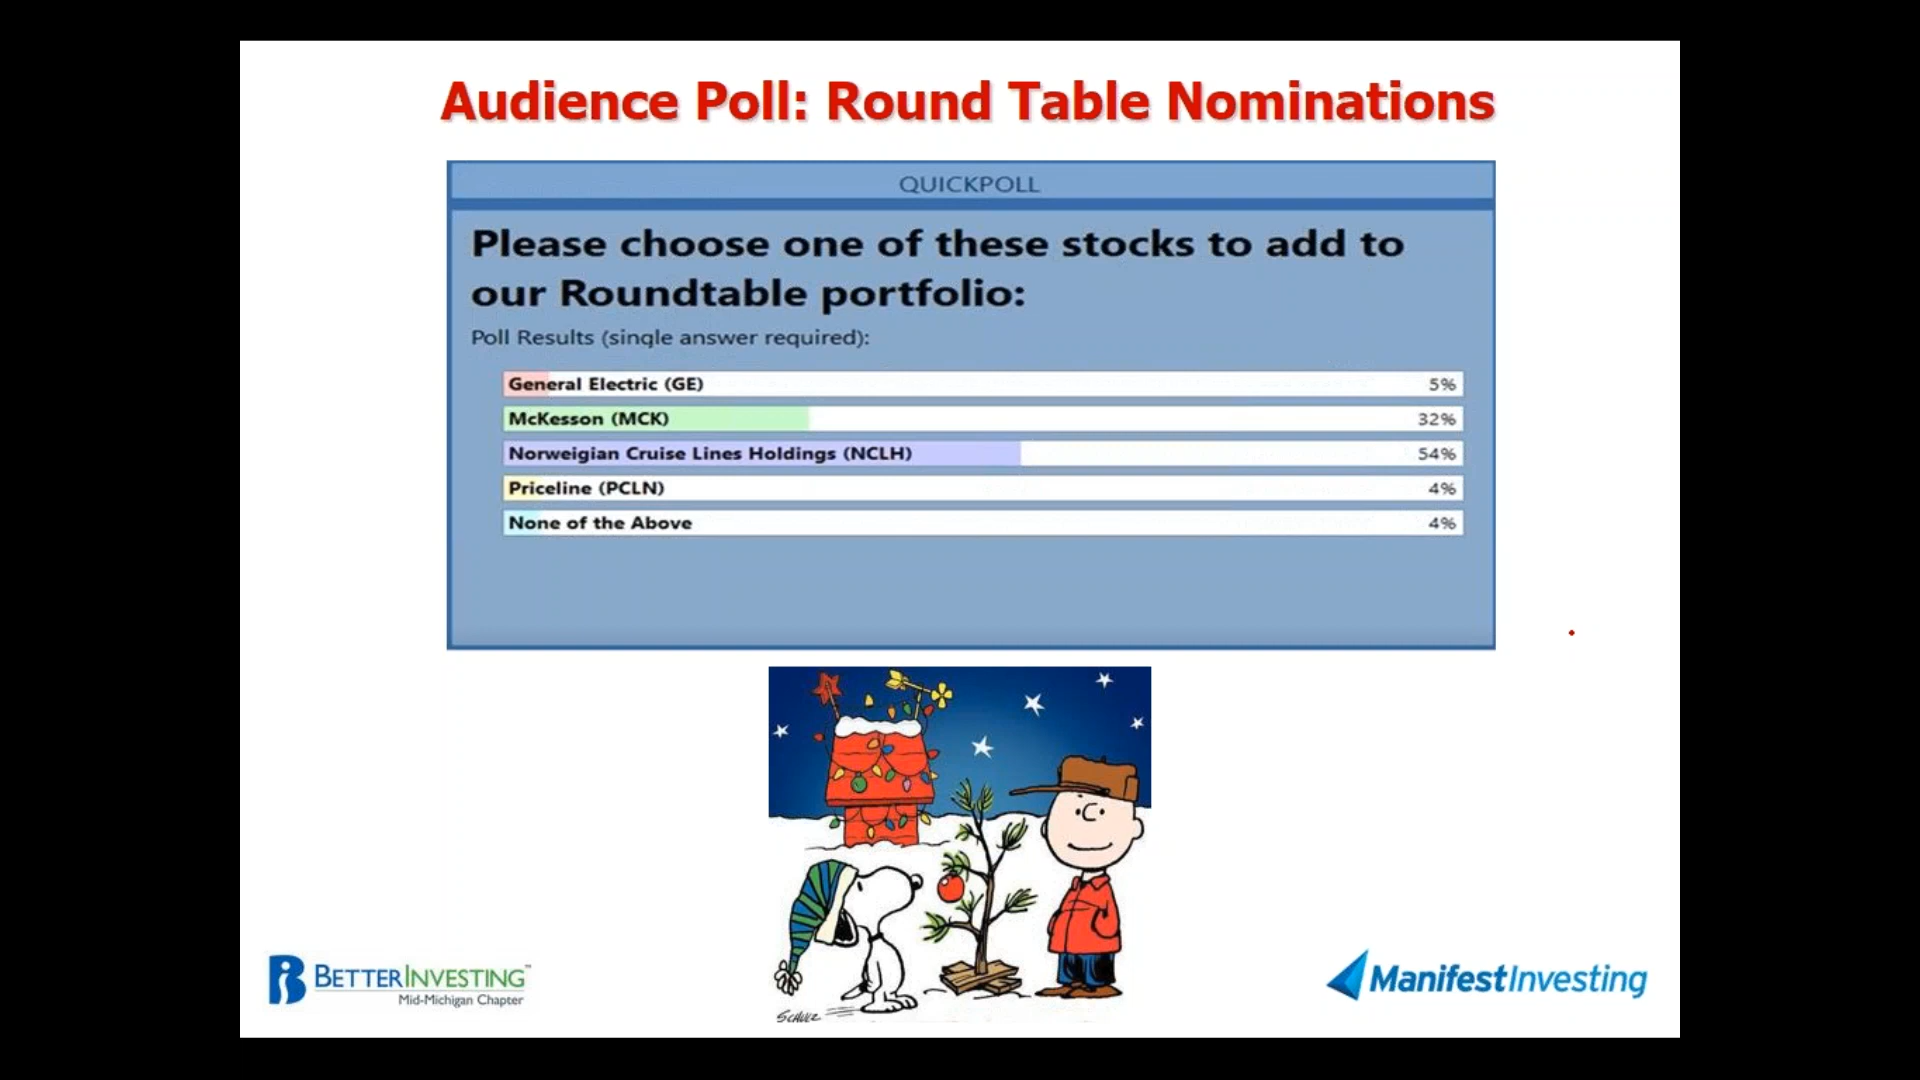 Audience Poll: Round Table Nominations
QUICKPOLL
Please choose one of these stocks to add to
our Roundtable portfolio:
Poll Results (single answer required):
General Electric (GE) 5%
McKesson (MCK) 32%
Norweigian Cruise Lines Holdings (NCLH) 54%
Priceline (PCLN) 4%
None of the Above 4%
SCHULZ
BETTERINVESTING™
Mid-Michigan Chapter
ManifestInvesting